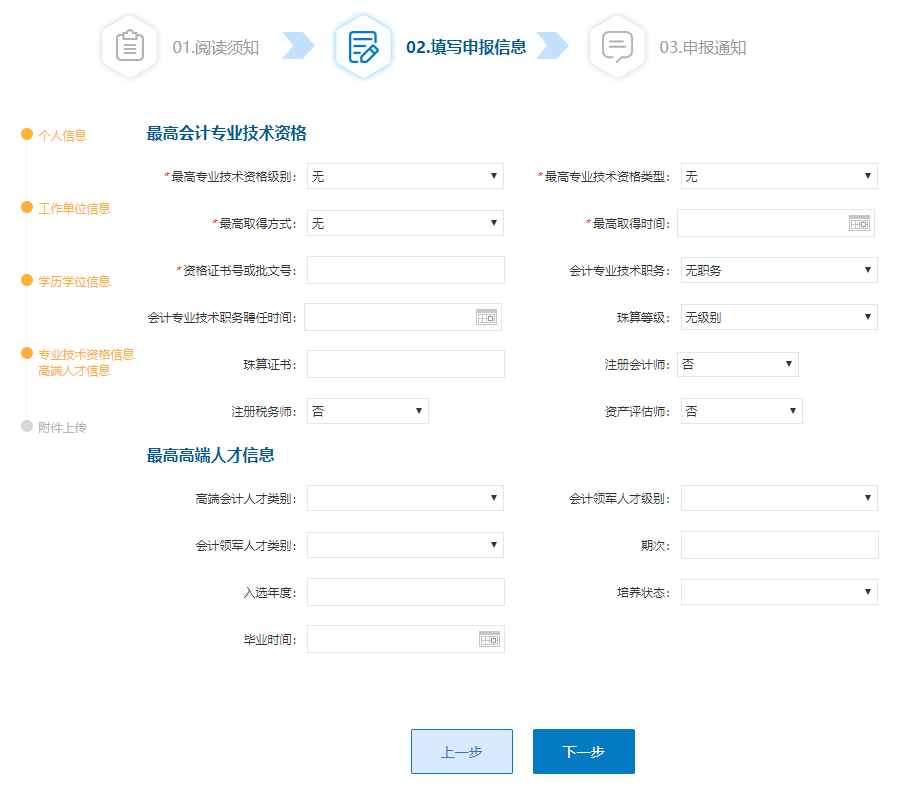 01.阅读须知
02.填写申报信息
03.申报通知
个人信息
工作单位信息
学历学位信息
专业技术资格信息
高端人才信息
附件上传
最高会计专业技术资格
*最高专业技术资格级别: 无
*最高专业技术资格类型: 无
*最高取得方式: 无
*最高取得时间:
*资格证书号或批文号:
会计专业技术职务: 无职务
会计专业技术职务聘任时间:
珠算等级: 无级别
珠算证书:
注册会计师: 否
注册税务师: 否
资产评估师: 否
最高高端人才信息
高端会计人才类别:
会计领军人才级别:
会计领军人才类别:
期次:
入选年度:
培养状态:
毕业时间:
上一步
下一步